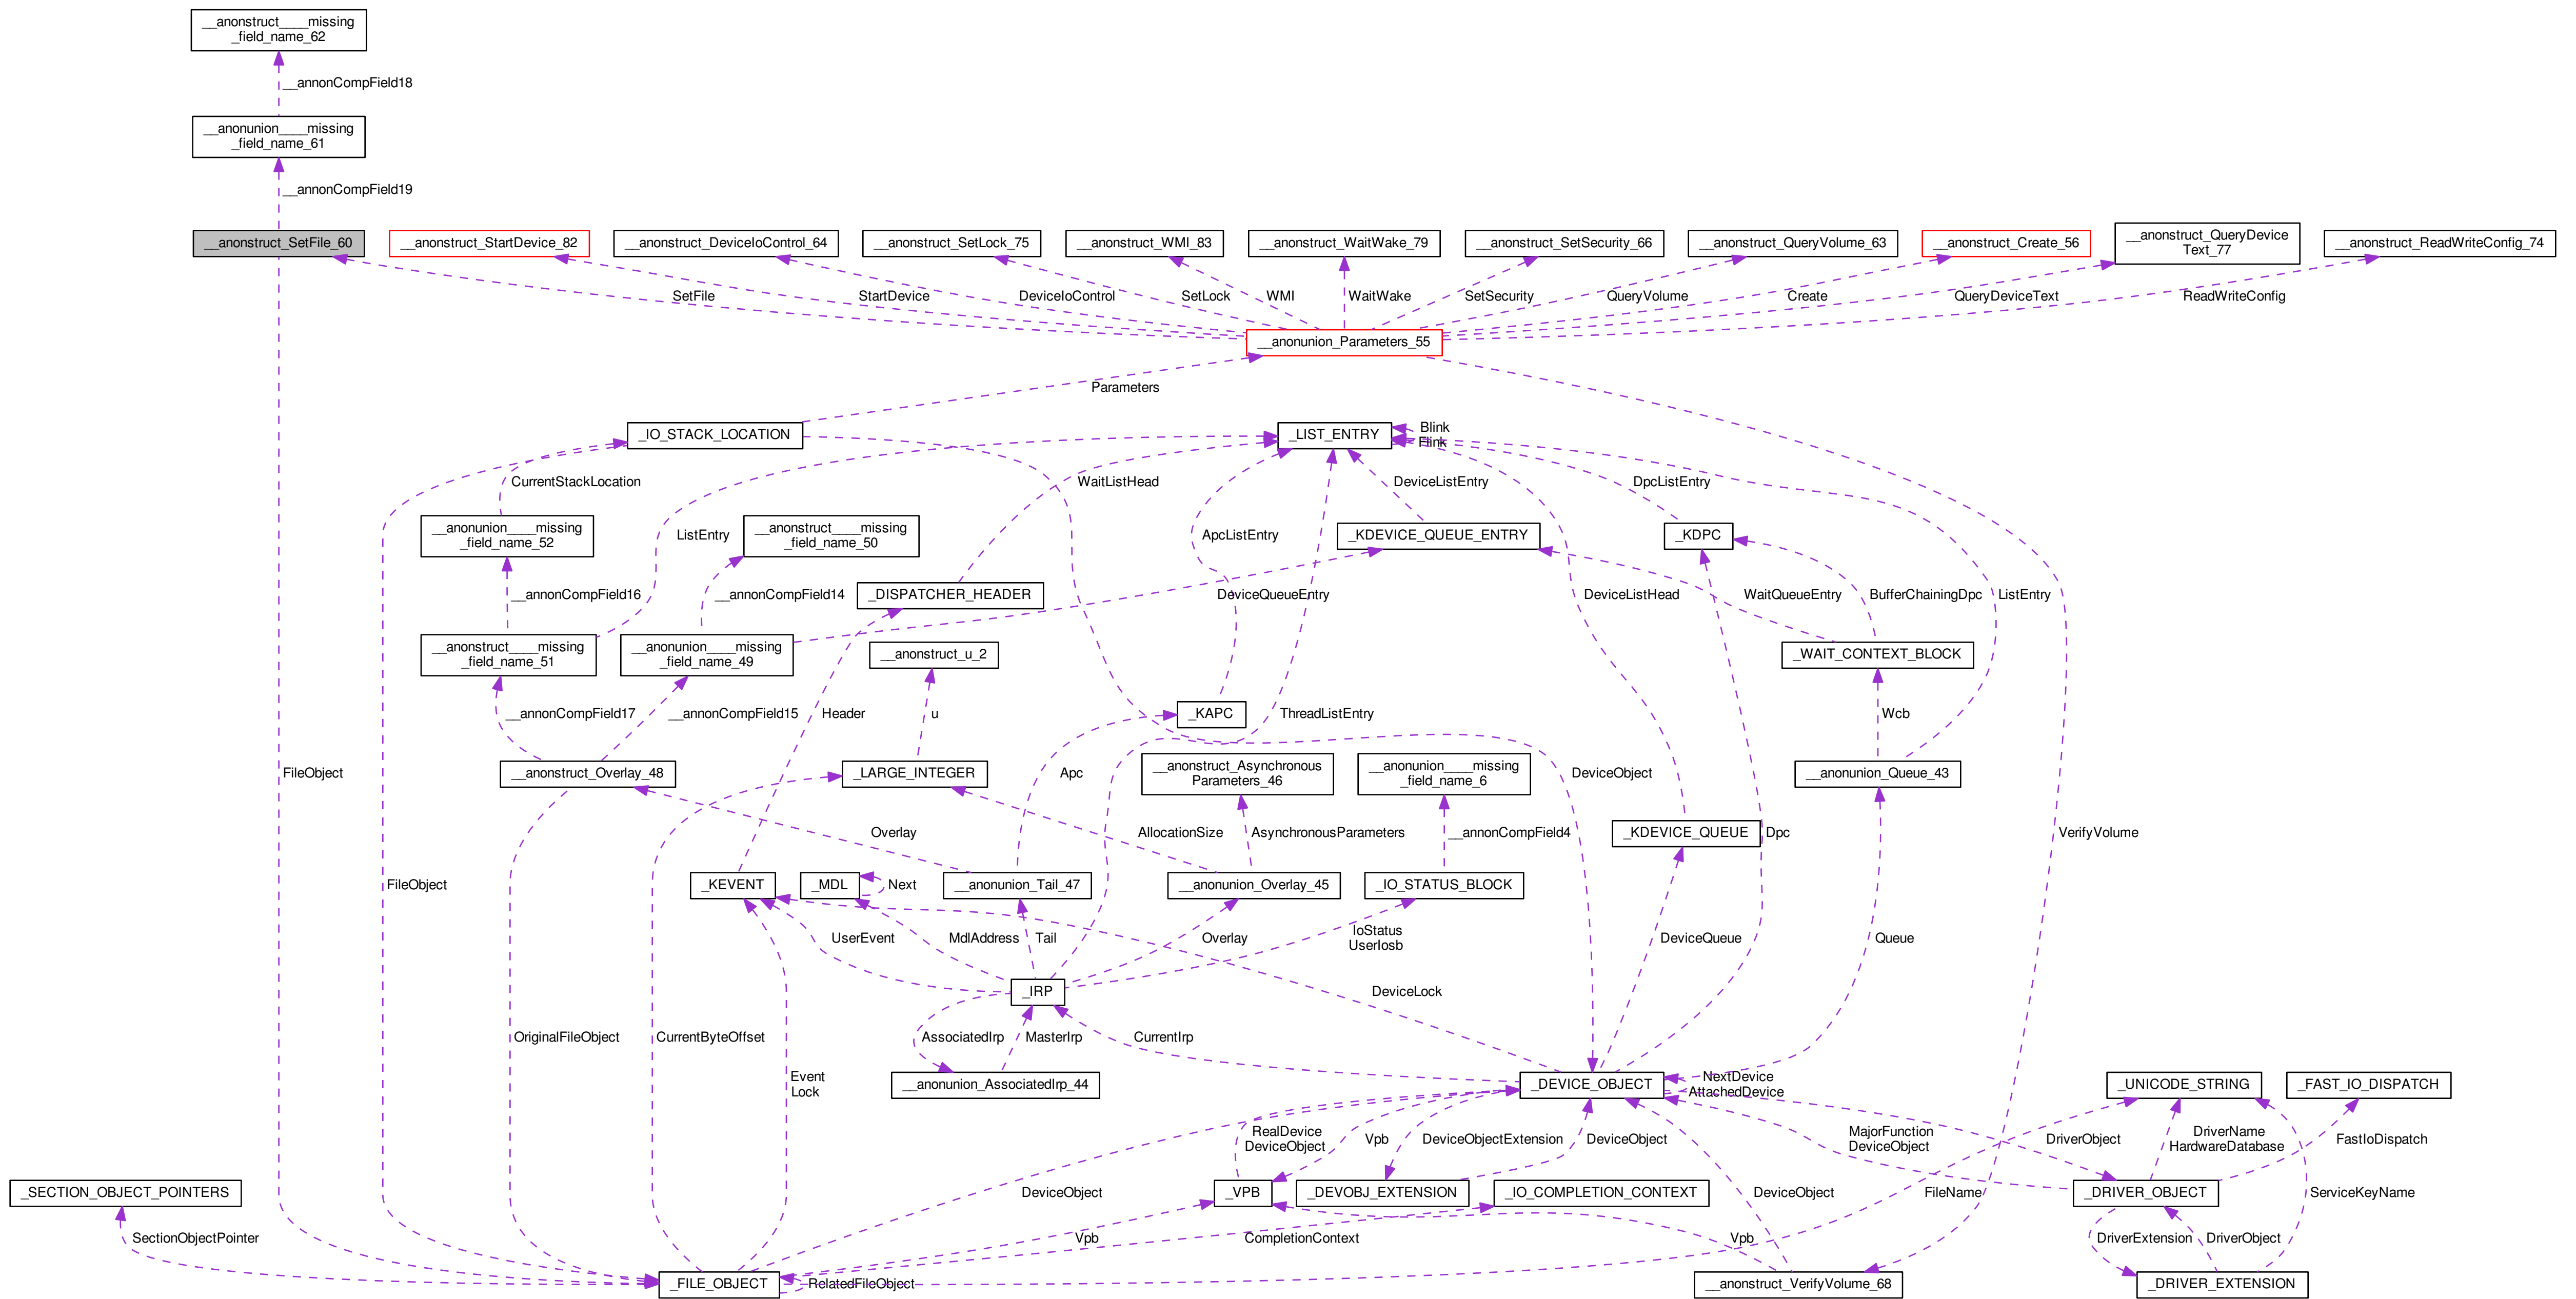 __anonstruct____missing
_field_name_62
__annonCompField18
__anonunion____missing
_field_name_61
__annonCompField19
__anonstruct_SetFile_60
__anonstruct_StartDevice_82
__anonstruct_DeviceIoControl_64
__anonstruct_SetLock_75
__anonstruct_WMI_83
__anonstruct_WaitWake_79
__anonstruct_SetSecurity_66
__anonstruct_QueryVolume_63
__anonstruct_Create_56
__anonstruct_QueryDevice
Text_77
__anonstruct_ReadWriteConfig_74
SetFile
StartDevice
DeviceIoControl
SetLock
WMI
WaitWake
SetSecurity
QueryVolume
Create
QueryDeviceText
ReadWriteConfig
__anonunion_Parameters_55
Parameters
_IO_STACK_LOCATION
_LIST_ENTRY
Blink
Flink
CurrentStackLocation
WaitListHead
DeviceListEntry
DpcListEntry
__anonunion____missing
_field_name_52
__anonstruct____missing
_field_name_50
ListEntry
ApcListEntry
_KDEVICE_QUEUE_ENTRY
_KDPC
__annonCompField16
__annonCompField14
_DISPATCHER_HEADER
DeviceQueueEntry
DeviceListHead
WaitQueueEntry
BufferChainingDpc
ListEntry
__anonstruct____missing
_field_name_51
__anonunion____missing
_field_name_49
__anonstruct_u_2
_WAIT_CONTEXT_BLOCK
__annonCompField17
__annonCompField15
Header
u
_KAPC
ThreadListEntry
Wcb
FileObject
__anonstruct_Overlay_48
_LARGE_INTEGER
Apc
__anonstruct_Asynchronous
Parameters_46
__anonunion____missing
_field_name_6
DeviceObject
__anonunion_Queue_43
Overlay
AllocationSize
AsynchronousParameters
__annonCompField4
_KDEVICE_QUEUE
Dpc
VerifyVolume
FileObject
_KEVENT
_MDL
Next
__anonunion_Tail_47
__anonunion_Overlay_45
_IO_STATUS_BLOCK
UserEvent
MdlAddress
Tail
Overlay
IoStatus
UserIosb
DeviceQueue
Queue
_IRP
DeviceLock
OriginalFileObject
CurrentByteOffset
AssociatedIrp
MasterIrp
CurrentIrp
Event
Lock
__anonunion_AssociatedIrp_44
_DEVICE_OBJECT
NextDevice
AttachedDevice
_UNICODE_STRING
_FAST_IO_DISPATCH
RealDevice
DeviceObject
Vpb
DeviceObjectExtension
DeviceObject
MajorFunction
DeviceObject
DriverObject
DriverName
HardwareDatabase
FastIoDispatch
_SECTION_OBJECT_POINTERS
DeviceObject
_VPB
_DEVOBJ_EXTENSION
_IO_COMPLETION_CONTEXT
DeviceObject
FileName
_DRIVER_OBJECT
ServiceKeyName
SectionObjectPointer
Vpb
CompletionContext
Vpb
DriverExtension
DriverObject
_FILE_OBJECT
RelatedFileObject
__anonstruct_VerifyVolume_68
_DRIVER_EXTENSION